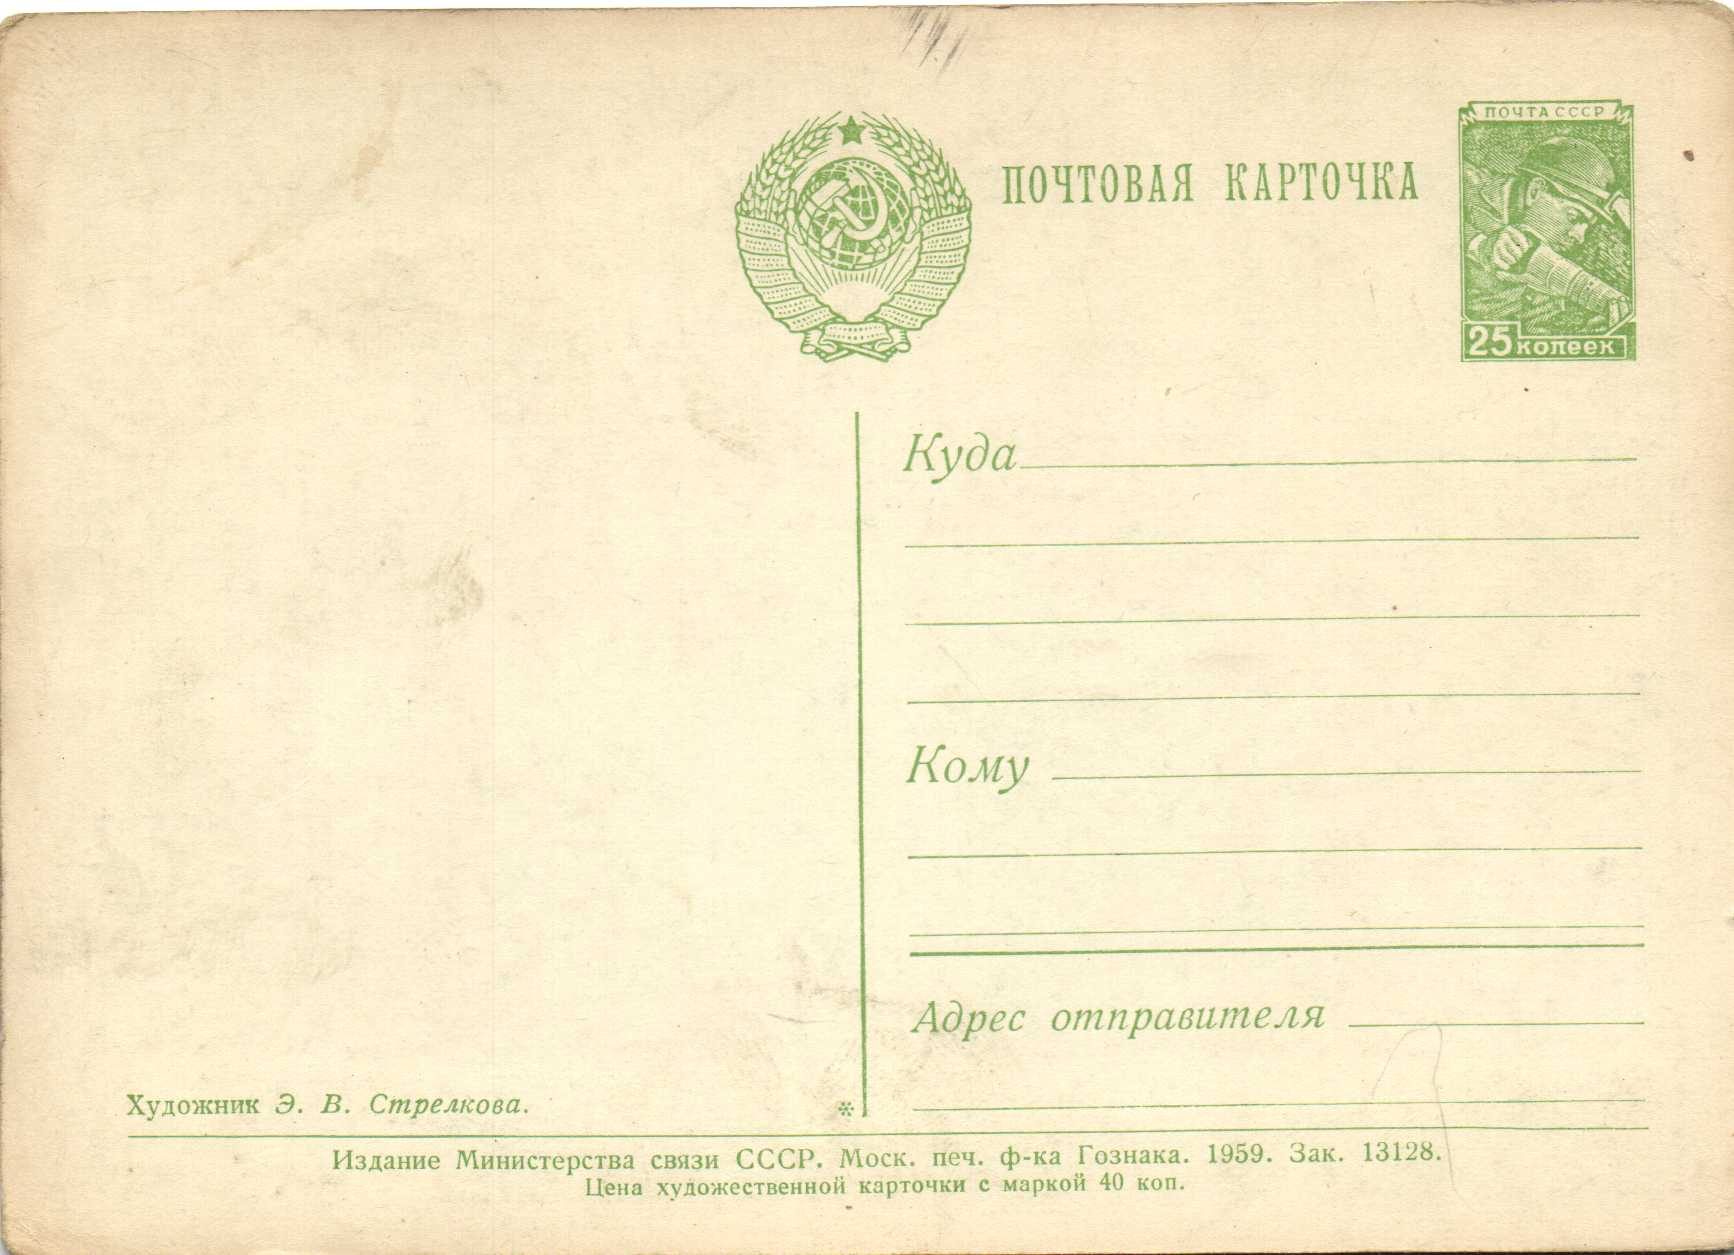 ПОЧТА СССР
ПОЧТОВАЯ КАРТОЧКА
25 копеек
Куда
Кому
Адрес отправителя
Художник Э. В. Стрелкова.
*
Издание Министерства связи СССР. Моск. печ. ф-ка Гознака. 1959. Зак. 13128.
Цена художественной карточки с маркой 40 коп.